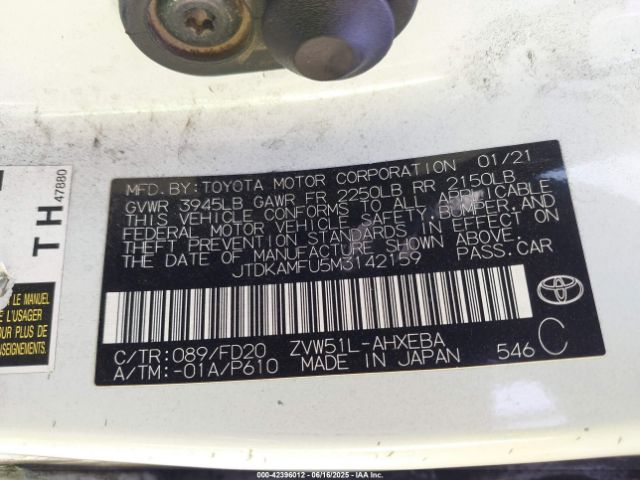 MFD. BY: TOYOTA MOTOR CORPORATION 01/21
GVWR 3945LB GAWR FR 2250LB RR 2150LB
THIS VEHICLE CONFORMS TO ALL APPLICABLE
FEDERAL MOTOR VEHICLE SAFETY, BUMPER, AND
THEFT PREVENTION STANDARDS IN EFFECT ON
THE DATE OF MANUFACTURE SHOWN ABOVE.
JTDKAMFU5M3142159 PASS.CAR
C/TR: 089/FD20 ZVW51L-AHXEBA
A/TM: -01A/P610 MADE IN JAPAN 546 C
TH 47880
LE MANUEL
L'UTILISER
OUR PLUS DE
NSEIGNEMENTS.
000-42396012 - 06/16/2025 - IAA Inc.